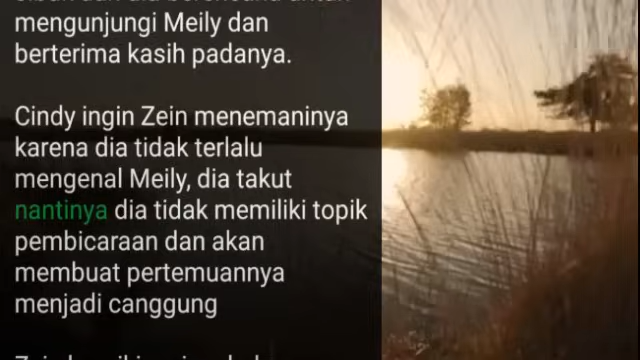 mengunjungi Meily dan
berterima kasih padanya.
Cindy ingin Zein menemaninya
karena dia tidak terlalu
mengenal Meily, dia takut
nantinya dia tidak memiliki topik
pembicaraan dan akan
membuat pertemuannya
menjadi canggung